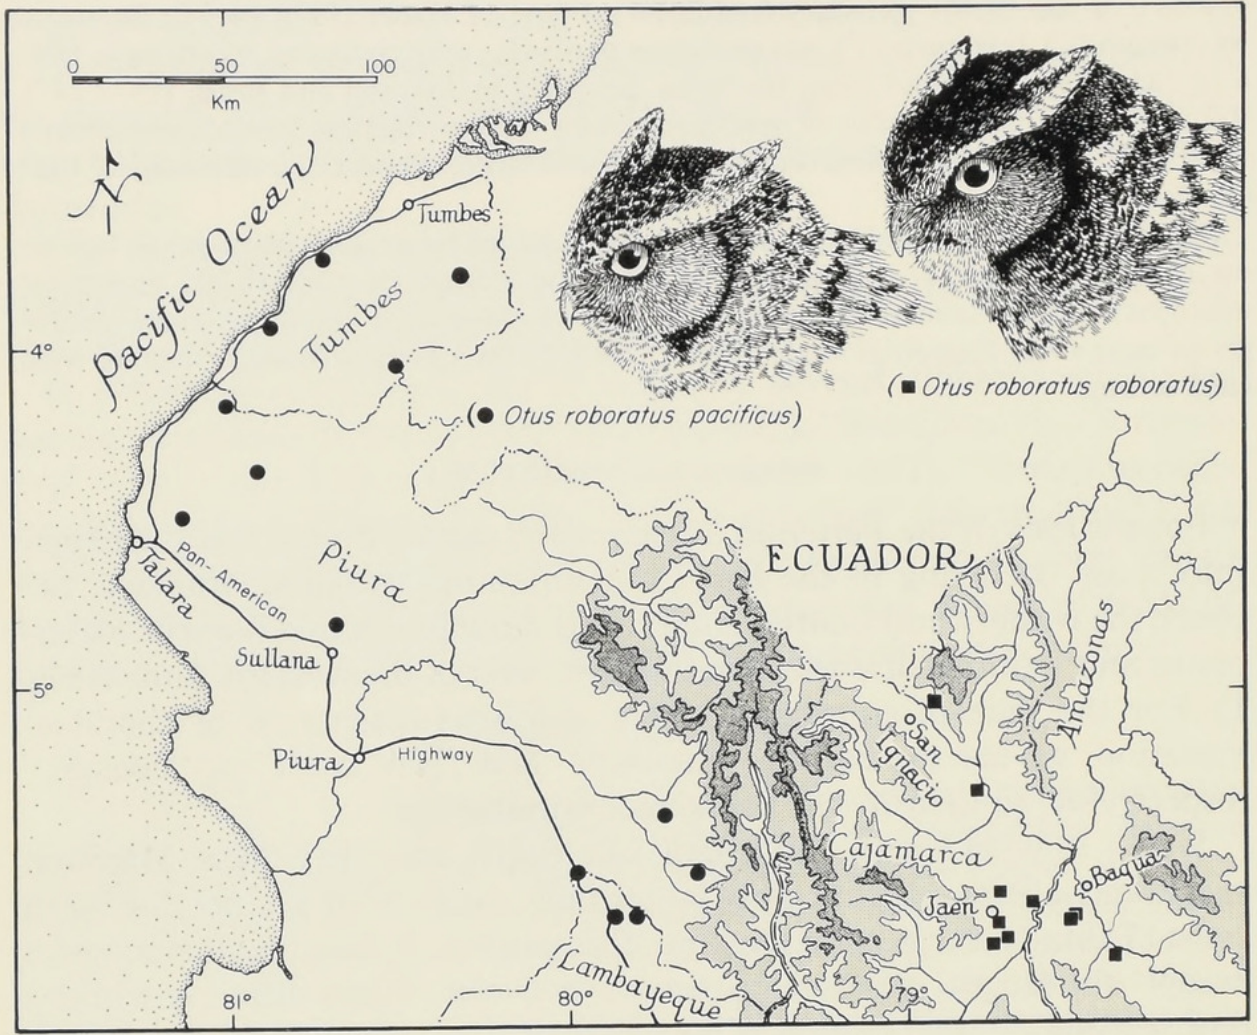 0 50 100
Km
N
Pacific Ocean
Tumbes
Tumbes
4°
(● Otus roboratus pacificus)
(■ Otus roboratus roboratus)
Talara
Pan-American
Piura
ECUADOR
Sullana
5°
Piura
Highway
San
Ignacio
Amazonas
Cajamarca
Bagua
Jaen
Lambayeque
81°
80°
79°